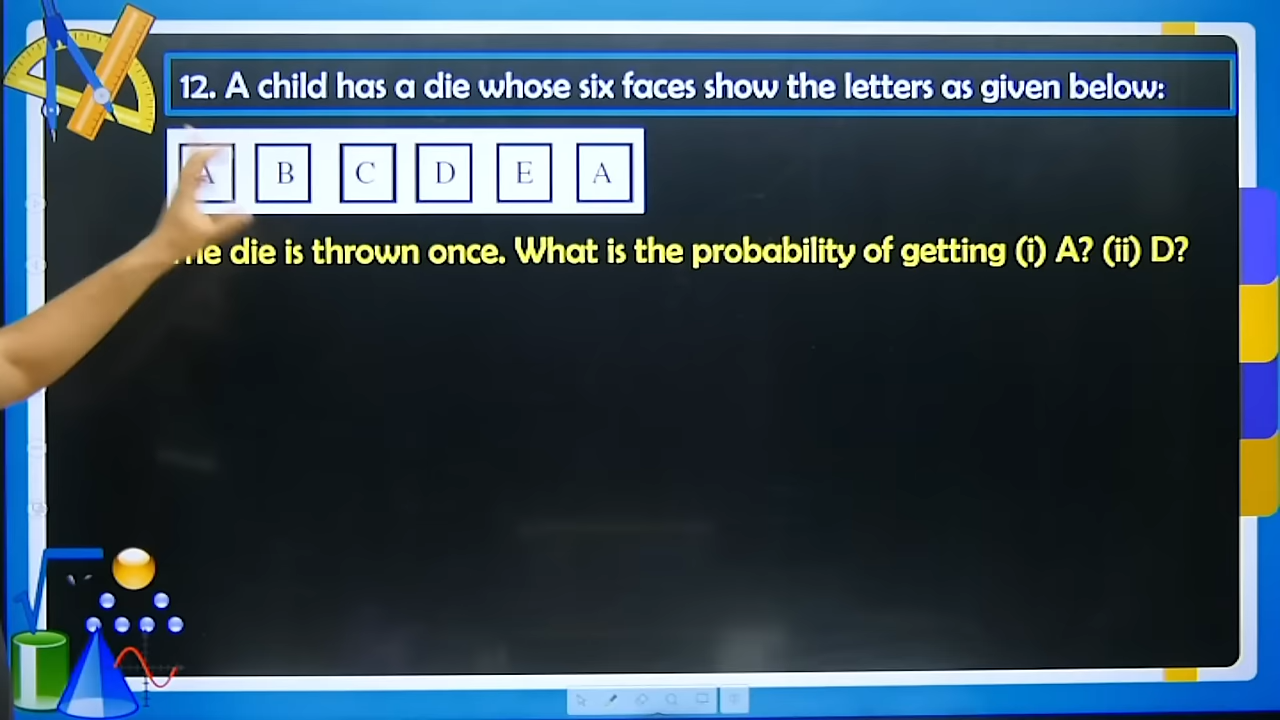 12. A child has a die whose six faces show the letters as given below:
A B C D E A
die is thrown once. What is the probability of getting (i) A? (ii) D?